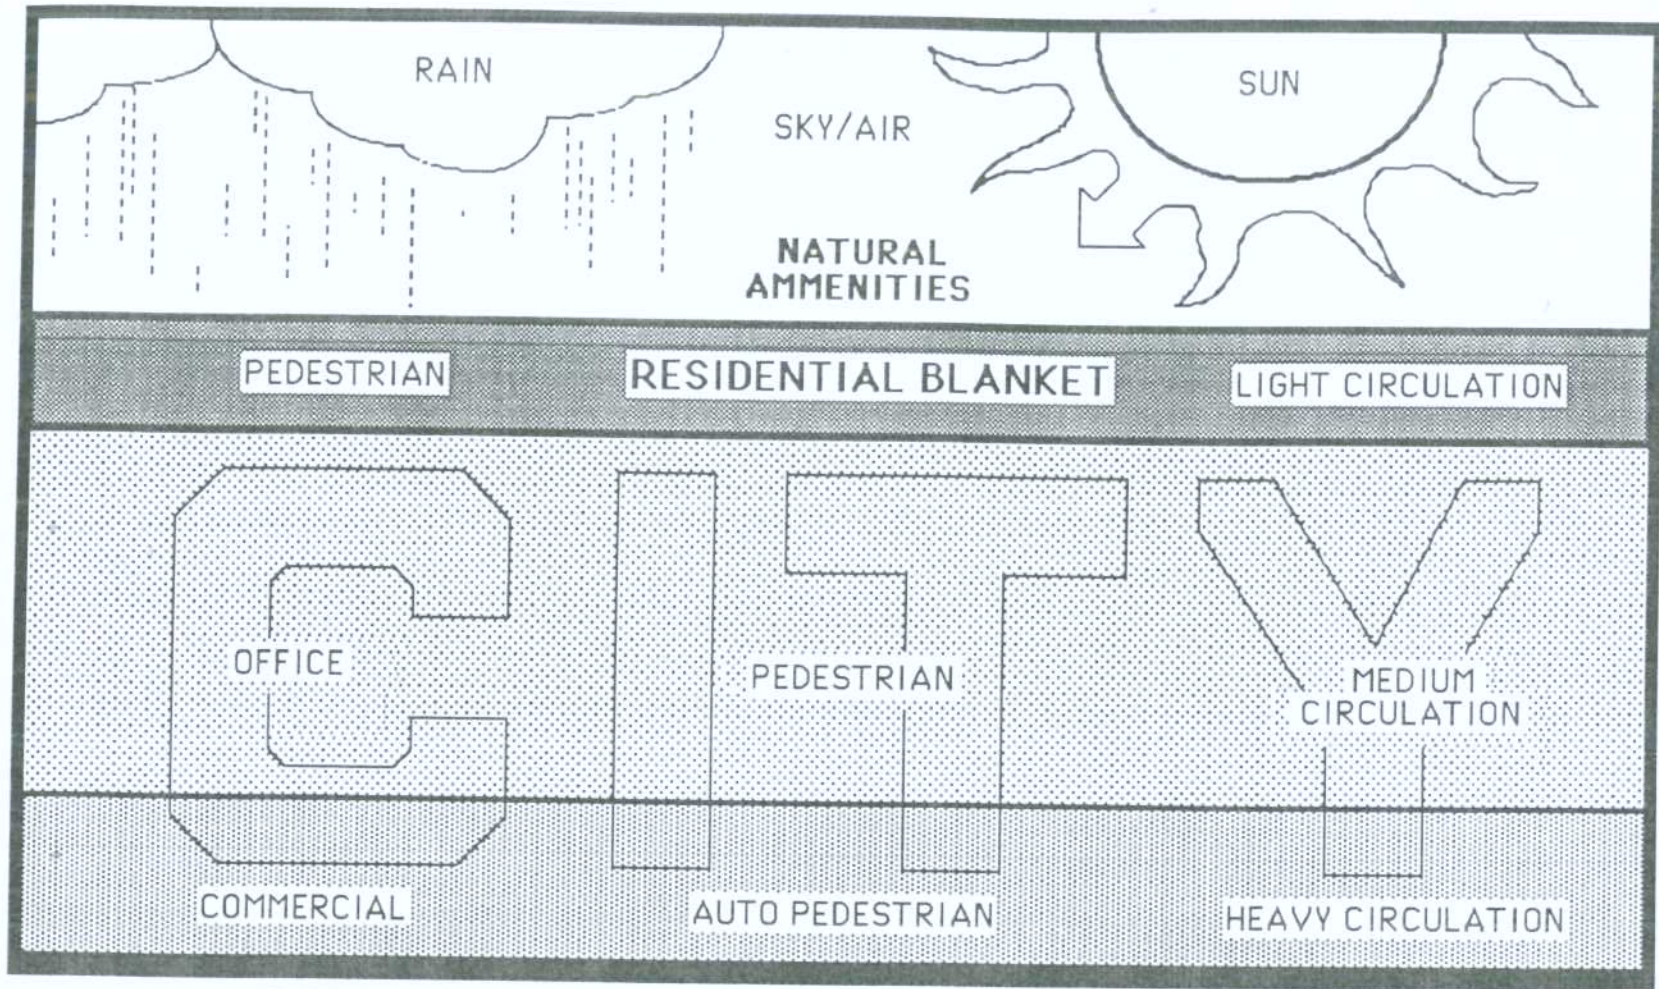 RAIN
SUN
SKY/AIR
NATURAL
AMMENITIES
PEDESTRIAN
RESIDENTIAL BLANKET
LIGHT CIRCULATION
CITY
OFFICE
PEDESTRIAN
MEDIUM
CIRCULATION
COMMERCIAL
AUTO PEDESTRIAN
HEAVY CIRCULATION